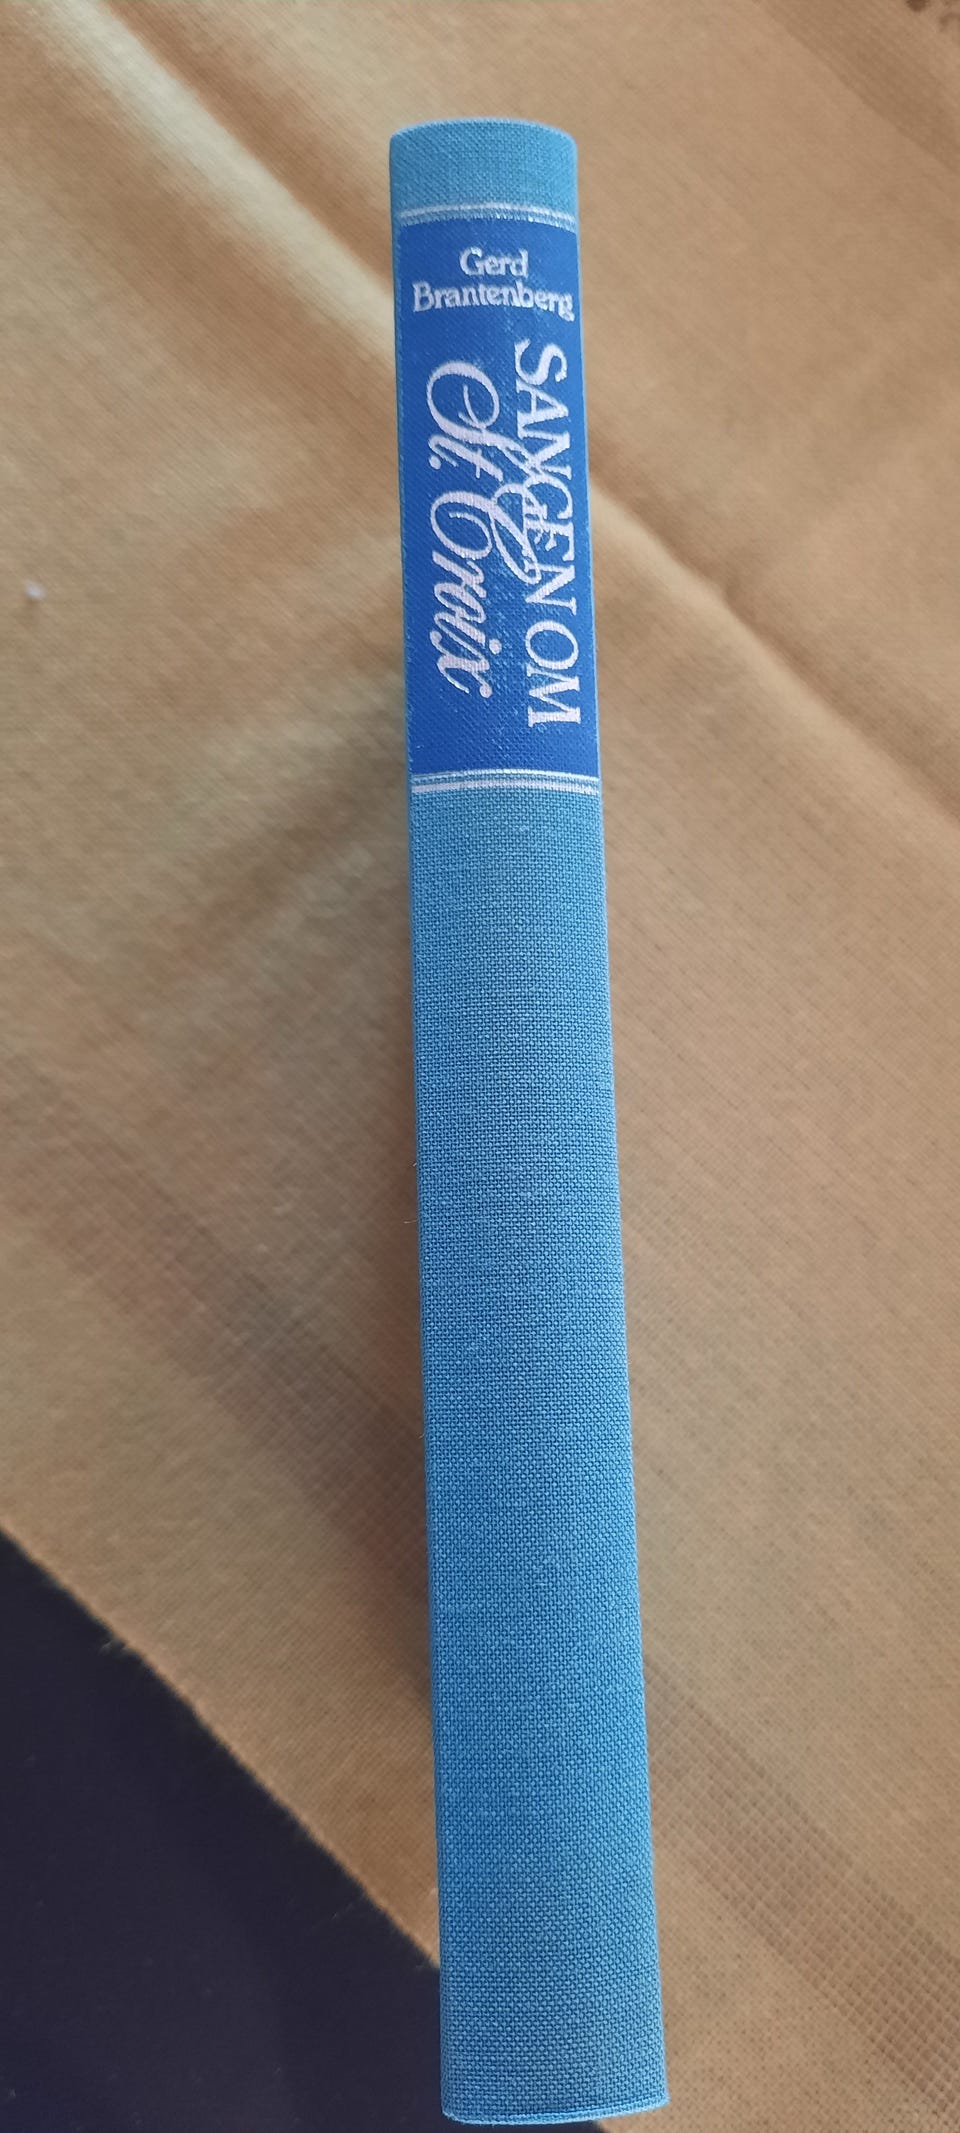 Gerd
Brantenberg
SANGEN OM
St. Croix